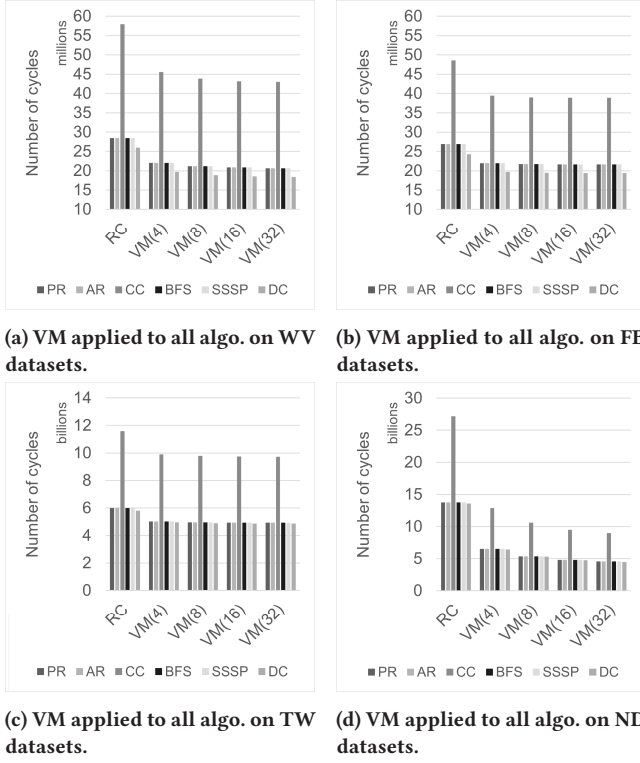 60
55
50
45
40
35
30
25
20
15
10
Number of cycles
millions
RC
VM(4)
VM(8)
VM(16)
VM(32)
PR AR CC BFS SSSP DC
60
55
50
45
40
35
30
25
20
15
10
Number of cycles
millions
RC
VM(4)
VM(8)
VM(16)
VM(32)
PR AR CC BFS SSSP DC
(a) VM applied to all algo. on WV
datasets.
(b) VM applied to all algo. on FB
datasets.
14
12
10
8
6
4
2
0
Number of cycles
billions
RC
VM(4)
VM(8)
VM(16)
VM(32)
PR AR CC BFS SSSP DC
30
25
20
15
10
5
0
Number of cycles
billions
RC
VM(4)
VM(8)
VM(16)
VM(32)
PR AR CC BFS SSSP DC
(c) VM applied to all algo. on TW
datasets.
(d) VM applied to all algo. on ND
datasets.